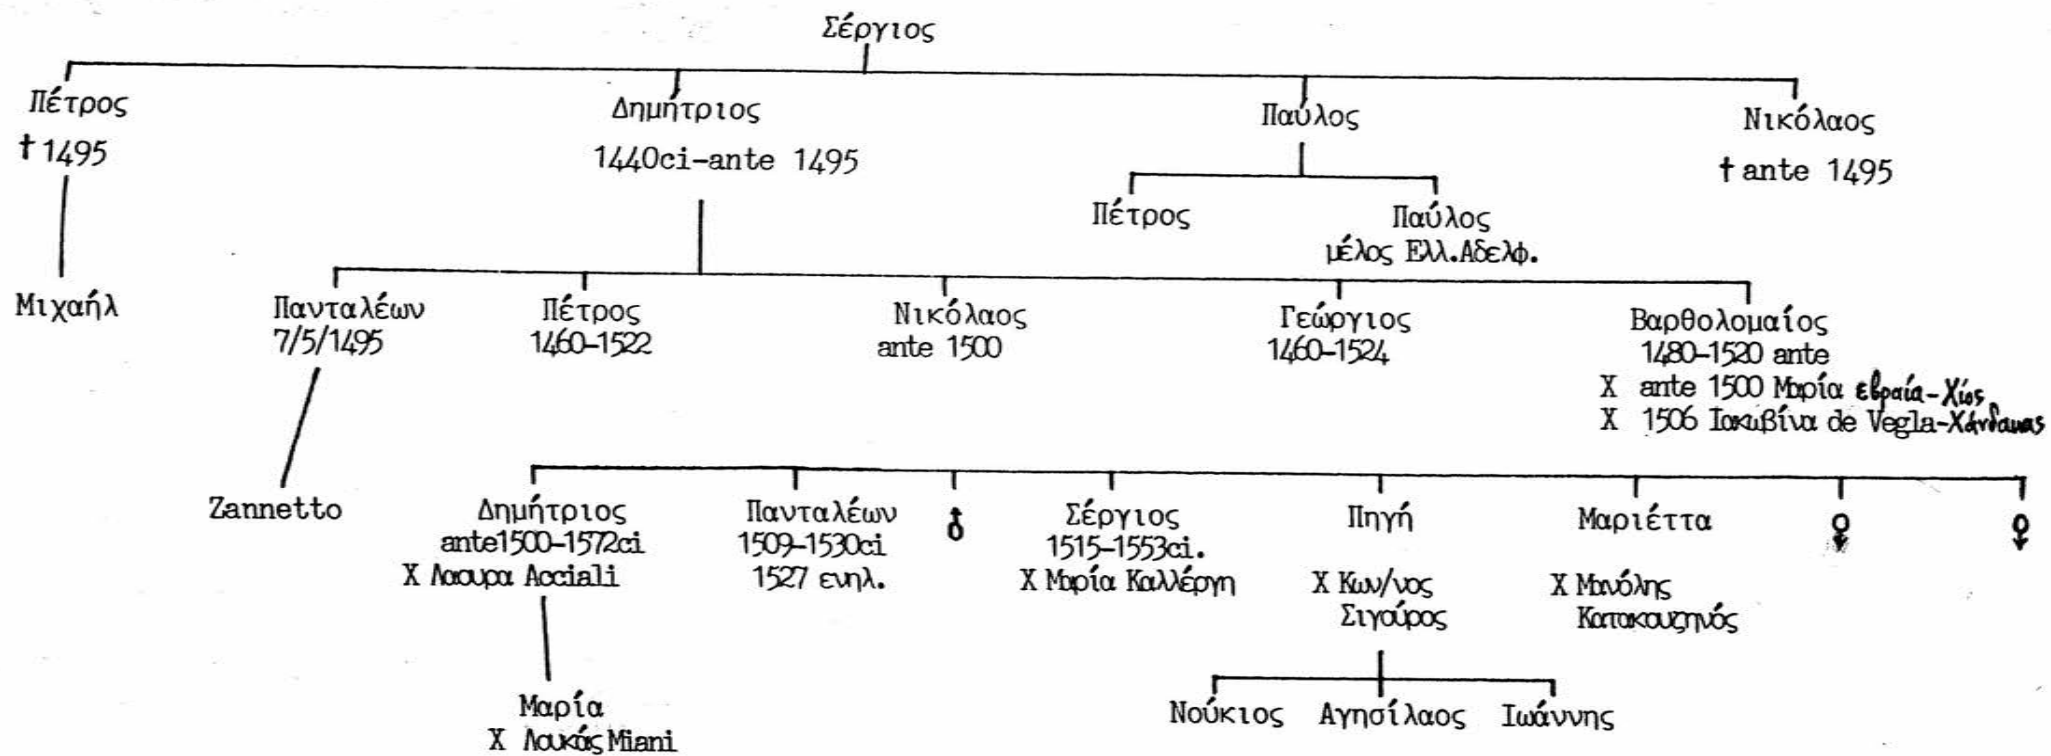 Σέργιος
Πέτρος
† 1495
Δημήτριος
1440ci-ante 1495
Παύλος
Νικόλαος
† ante 1495
Πέτρος
Παύλος
μέλος Ελλ.Αδελφ.
Μιχαήλ
Πανταλέων
7/5/1495
Πέτρος
1460-1522
Νικόλαος
ante 1500
Γεώργιος
1460-1524
Βαρθολομαίος
1480-1520 ante
X ante 1500 Μαρία εβραία-Χίος
X 1506 Ιακωβίνα de Vegla-Χάνδακας
Zannetto
Δημήτριος
ante1500-1572ci
X Λαουρα Acciali
Πανταλέων
1509-1530ci
1527 ενηλ.
♂
Σέργιος
1515-1553ci.
X Μαρία Καλλέργη
Πηγή
X Κων/νος
Σιγούρος
Μαριέττα
X Μανόλης
Κατακουζηνός
♀
♀
Μαρία
X Λουκάς Miani
Νούκιος
Αγησίλαος
Ιωάννης